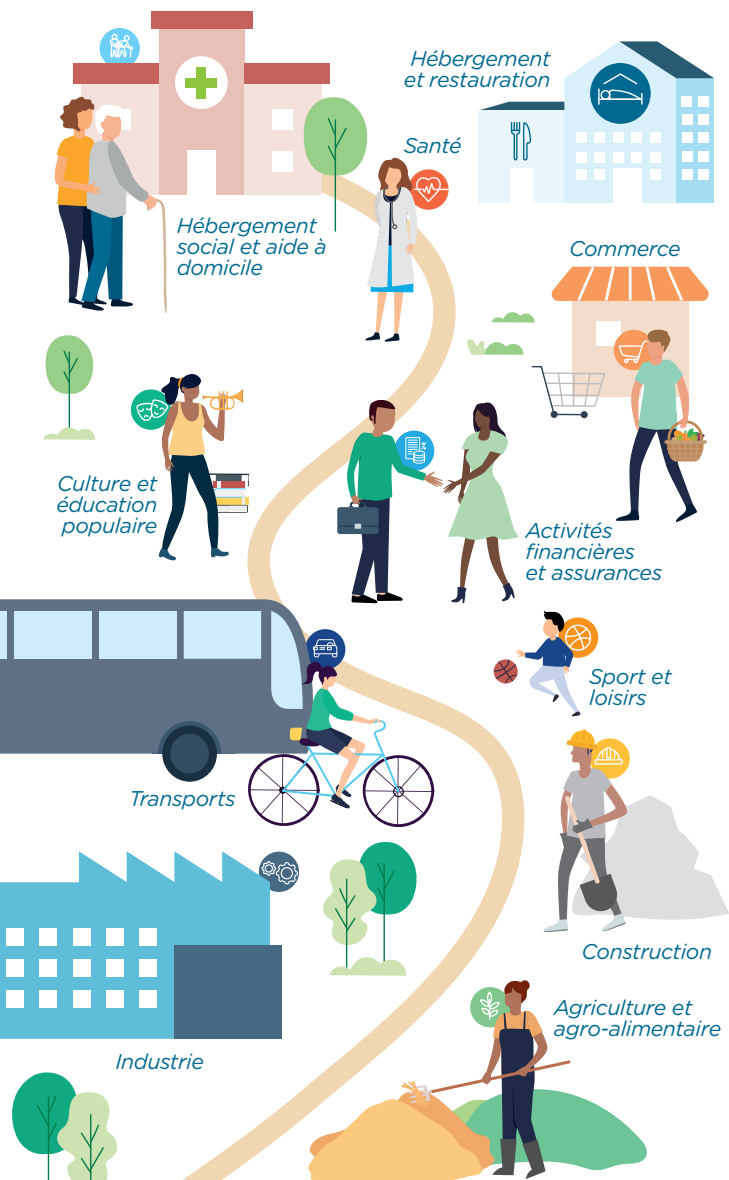 Hébergement
et restauration
Santé
Hébergement
social et aide à
domicile
Commerce
Culture et
éducation
populaire
Activités
financières
et assurances
Sport et
loisirs
Transports
Construction
Agriculture et
agro-alimentaire
Industrie